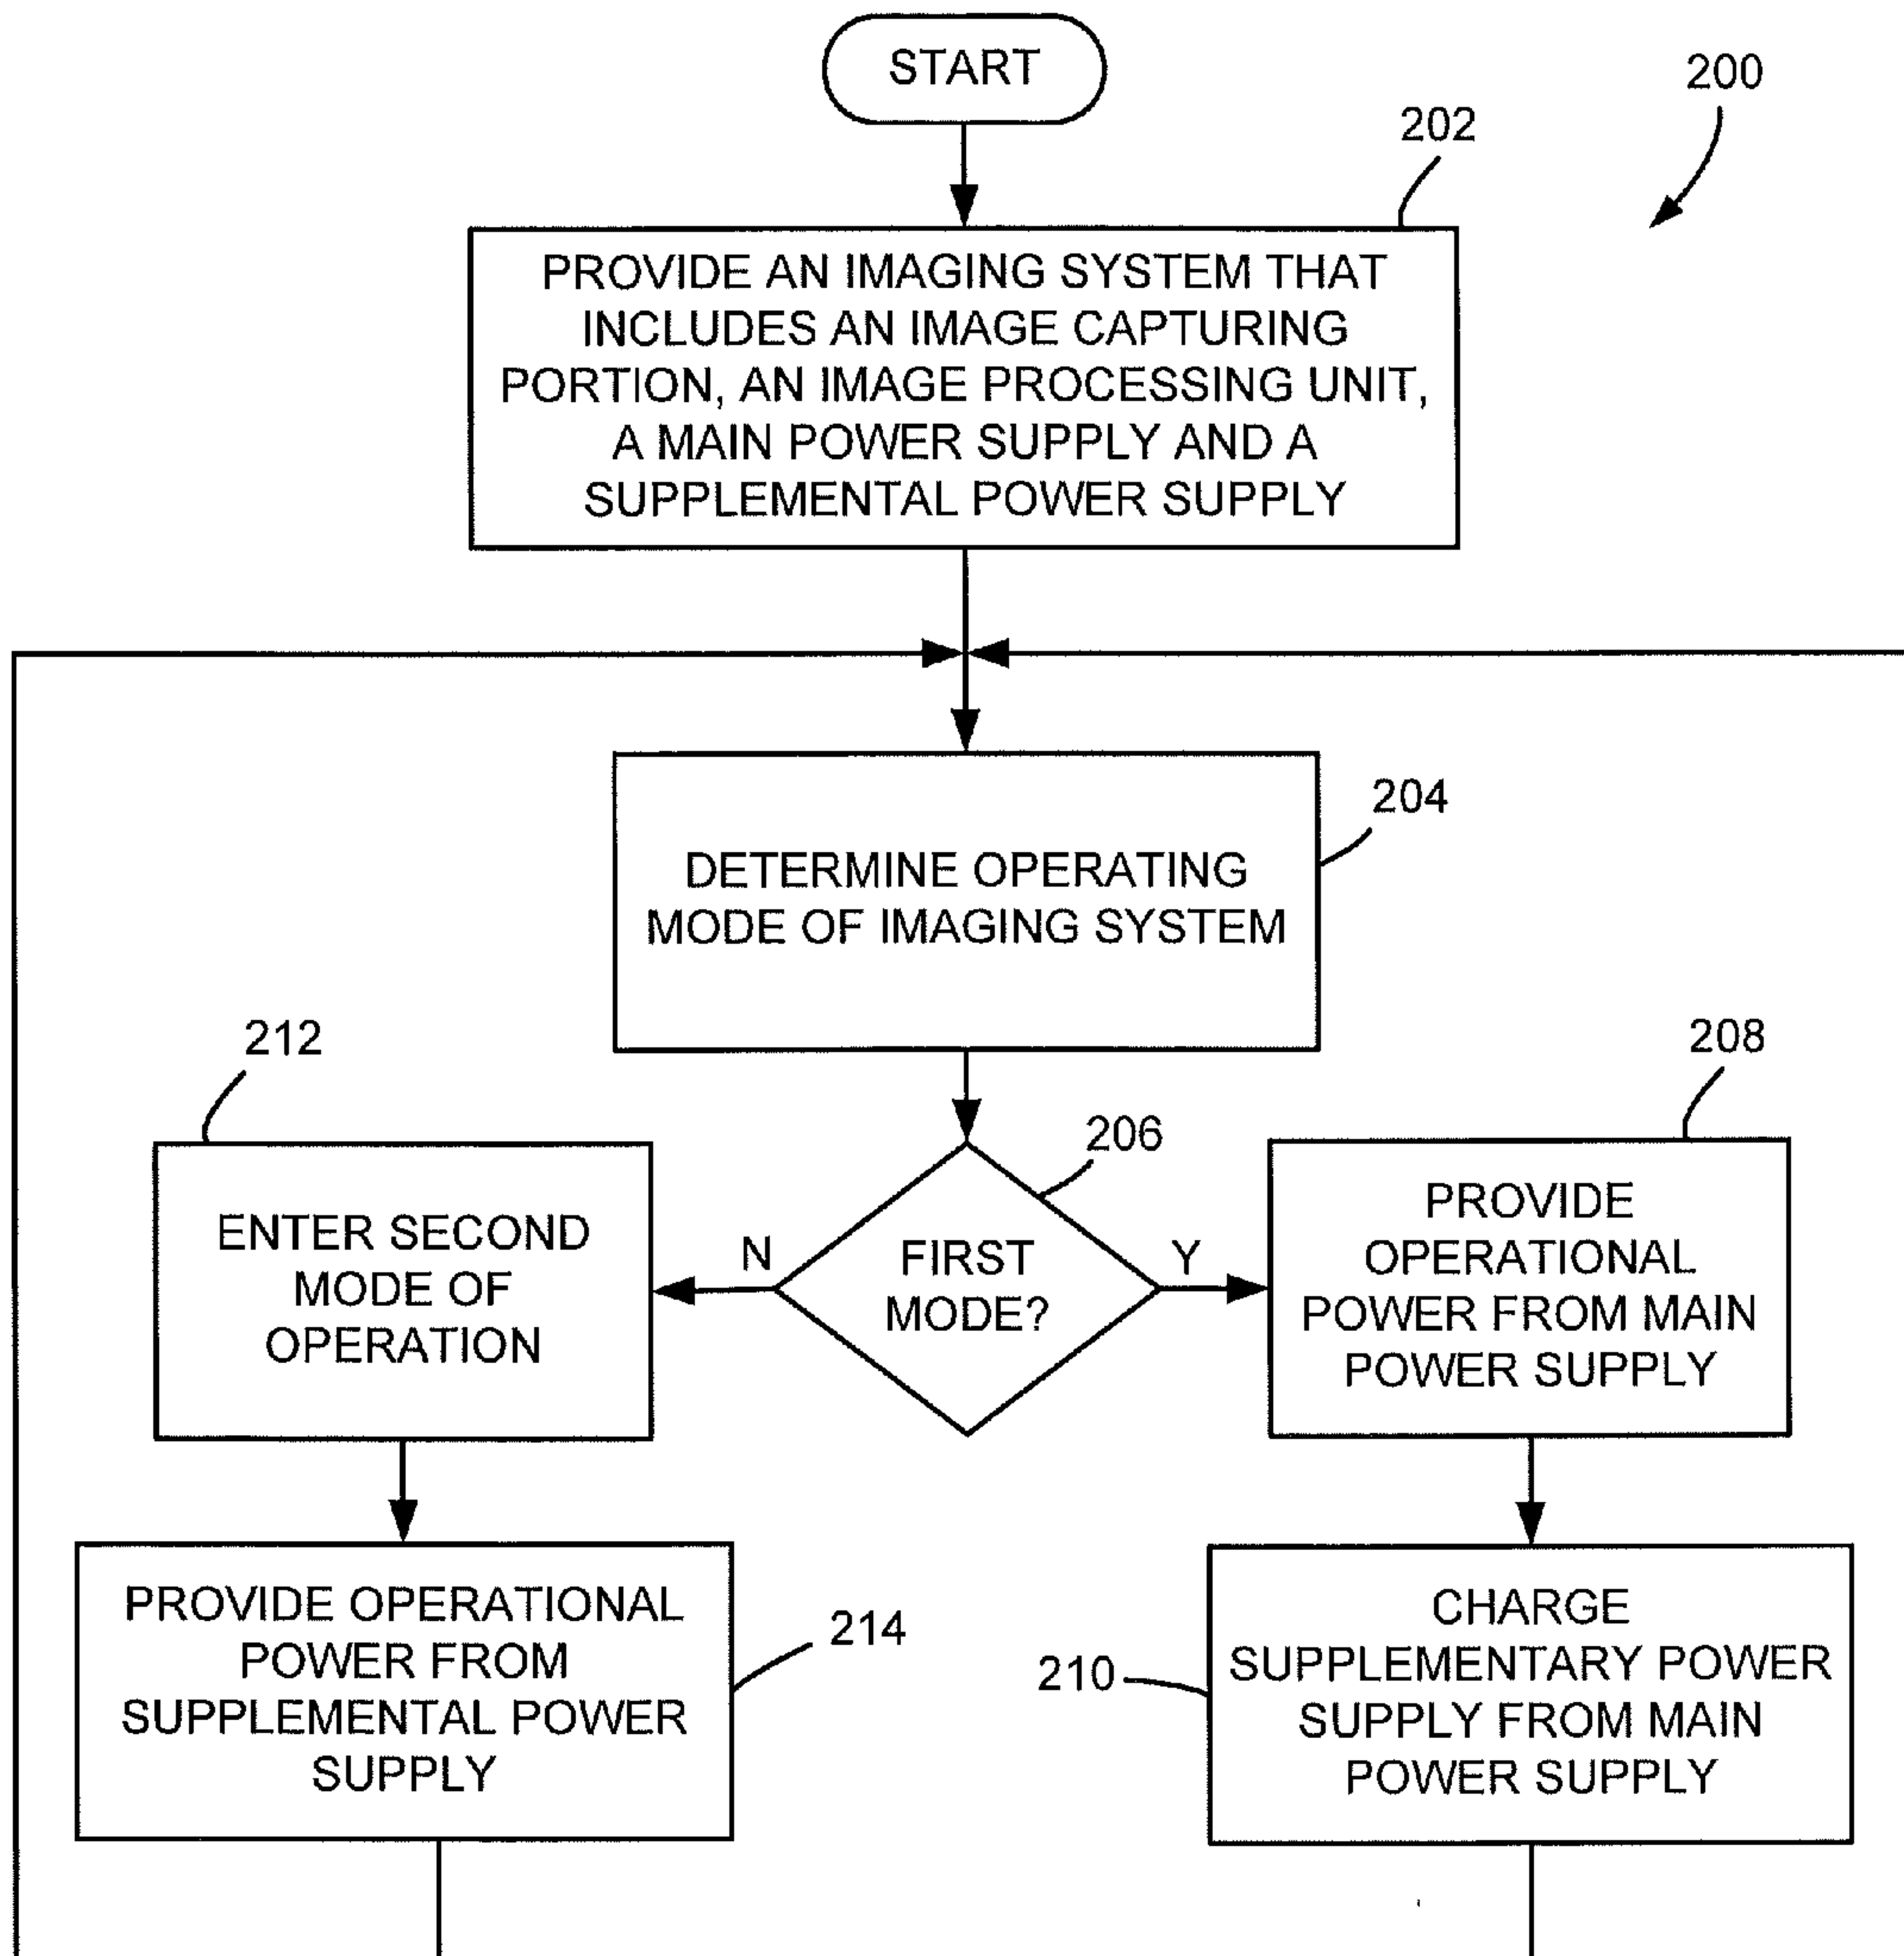 START
200
202
PROVIDE AN IMAGING SYSTEM THAT
INCLUDES AN IMAGE CAPTURING
PORTION, AN IMAGE PROCESSING UNIT,
A MAIN POWER SUPPLY AND A
SUPPLEMENTAL POWER SUPPLY
204
DETERMINE OPERATING
MODE OF IMAGING SYSTEM
206
FIRST
MODE?
N
Y
212
ENTER SECOND
MODE OF
OPERATION
208
PROVIDE
OPERATIONAL
POWER FROM MAIN
POWER SUPPLY
214
PROVIDE OPERATIONAL
POWER FROM
SUPPLEMENTAL POWER
SUPPLY
210
CHARGE
SUPPLEMENTARY POWER
SUPPLY FROM MAIN
POWER SUPPLY